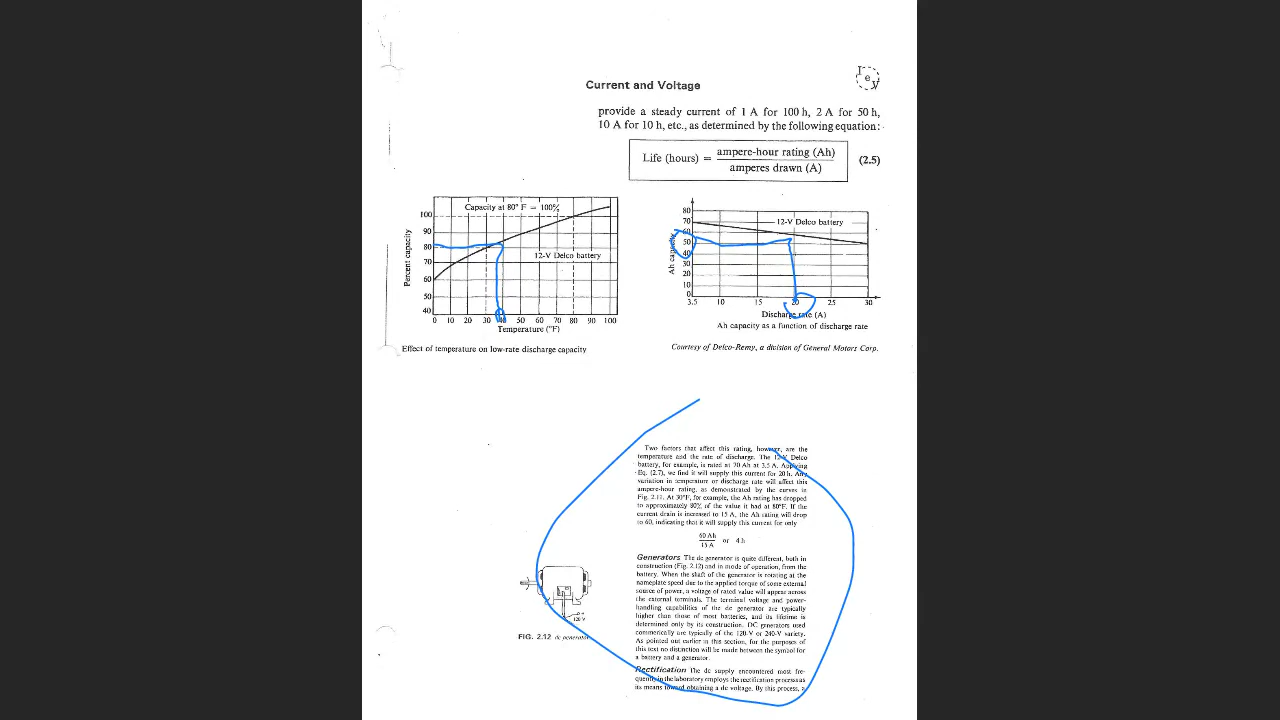 I
e
V
Current and Voltage
provide a steady current of 1 A for 100 h, 2 A for 50 h,
10 A for 10 h, etc., as determined by the following equation:
Life (hours) = ampere-hour rating (Ah)
amperes drawn (A)
(2.5)
Capacity at 80° F = 100%
12-V Delco battery
Percent capacity
100
90
80
70
60
50
40
0 10 20 30 40 50 60 70 80 90 100
Temperature (°F)
Effect of temperature on low-rate discharge capacity
12-V Delco battery
Ah capacity
80
70
60
50
40
30
20
10
0
3.5 10 15 20 25 30
Discharge rate (A)
Ah capacity as a function of discharge rate
Courtesy of Delco-Remy, a division of General Motors Corp.
Two factors that affect this rating, however, are the
temperature and the rate of discharge. The 12-V Delco
battery, for example, is rated at 70 Ah at 3.5 A. Applying
Eq. (2.7), we find it will supply this current for 20 h. Any
variation in temperature or discharge rate will affect this
ampere-hour rating, as demonstrated by the curves in
Fig. 2.11. At 30°F, for example, the Ah rating has dropped
to approximately 80% of the value it had at 80°F. If the
current drain is increased to 15 A, the Ah rating will drop
to 60, indicating that it will supply this current for only
60 Ah
15 A
or 4 h
Generators The dc generator is quite different, both in
construction (Fig. 2.12) and in mode of operation, from the
battery. When the shaft of the generator is rotating at the
nameplate speed due to the applied torque of some external
source of power, a voltage of rated value will appear across
the external terminals. The terminal voltage and power-
handling capabilities of the dc generator are typically
higher than those of most batteries, and its lifetime is
determined only by its construction. DC generators used
commerically are typically of the 120-V or 240-V variety.
As pointed out earlier in this section, for the purposes of
this text no distinction will be made between the symbol for
a battery and a generator.
120 V
FIG. 2.12 dc generator
Rectification The dc supply encountered most fre-
quently in the laboratory employs the rectification process as
its means toward obtaining a dc voltage. By this process, a